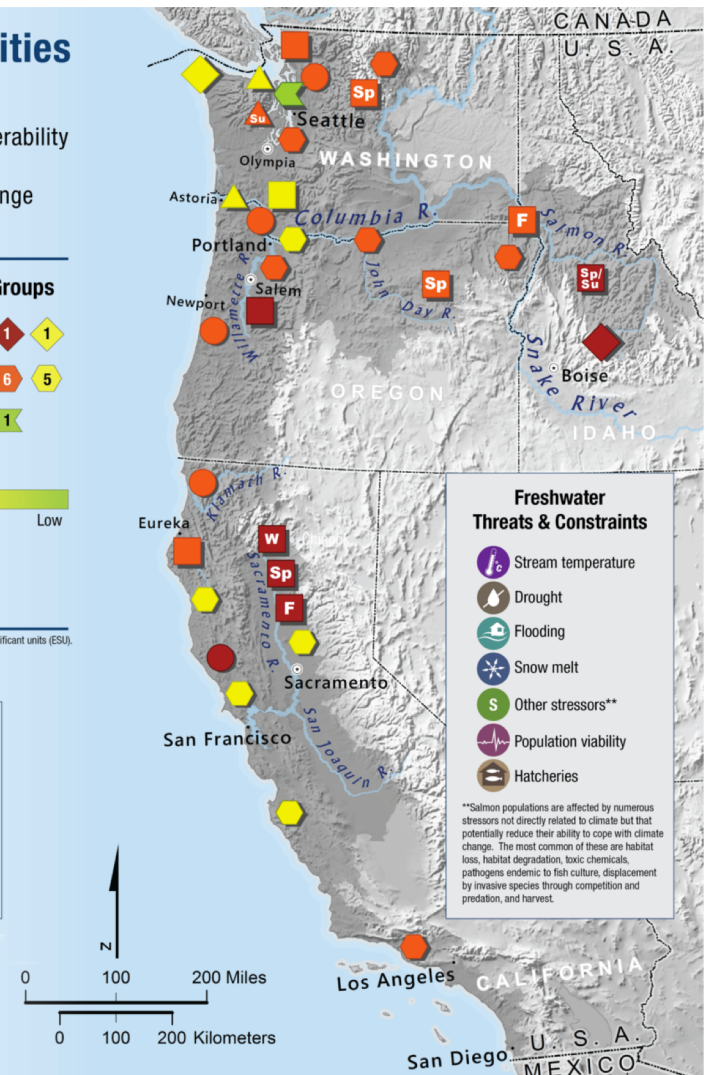 ities
erability
nge
Groups
1 1
6 5
1
Low
ificant units (ESU).
CANADA
U. S. A.
Sp
Su
Seattle
Olympia
WASHINGTON
Astoria
Columbia R.
Portland
F
Salmon R.
Salem
Sp
Sp/
Su
John Day R.
Newport
Willamette R.
Snake River
Boise
OREGON
IDAHO
Klamath R.
Eureka
W
Sp
F
Sacramento R.
Sacramento
San Francisco
San Joaquin R.
Freshwater
Threats & Constraints
°C Stream temperature
Drought
Flooding
Snow melt
S Other stressors**
Population viability
Hatcheries
**Salmon populations are affected by numerous
stressors not directly related to climate but that
potentially reduce their ability to cope with climate
change. The most common of these are habitat
loss, habitat degradation, toxic chemicals,
pathogens endemic to fish culture, displacement
by invasive species through competition and
predation, and harvest.
N
0 100 200 Miles
0 100 200 Kilometers
Los Angeles
CALIFORNIA
San Diego
U. S. A.
MEXICO